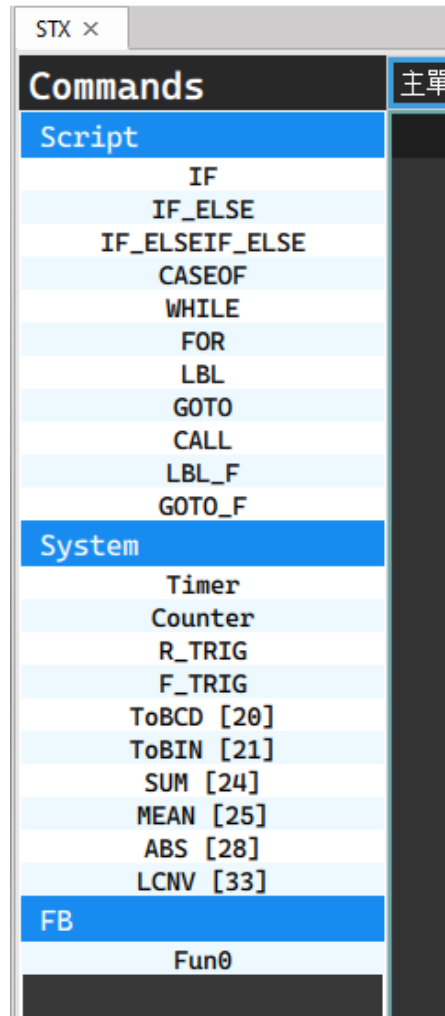 STX ×
Commands
主單
Script
IF
IF_ELSE
IF_ELSEIF_ELSE
CASEOF
WHILE
FOR
LBL
GOTO
CALL
LBL_F
GOTO_F
System
Timer
Counter
R_TRIG
F_TRIG
ToBCD [20]
ToBIN [21]
SUM [24]
MEAN [25]
ABS [28]
LCNV [33]
FB
Fun0